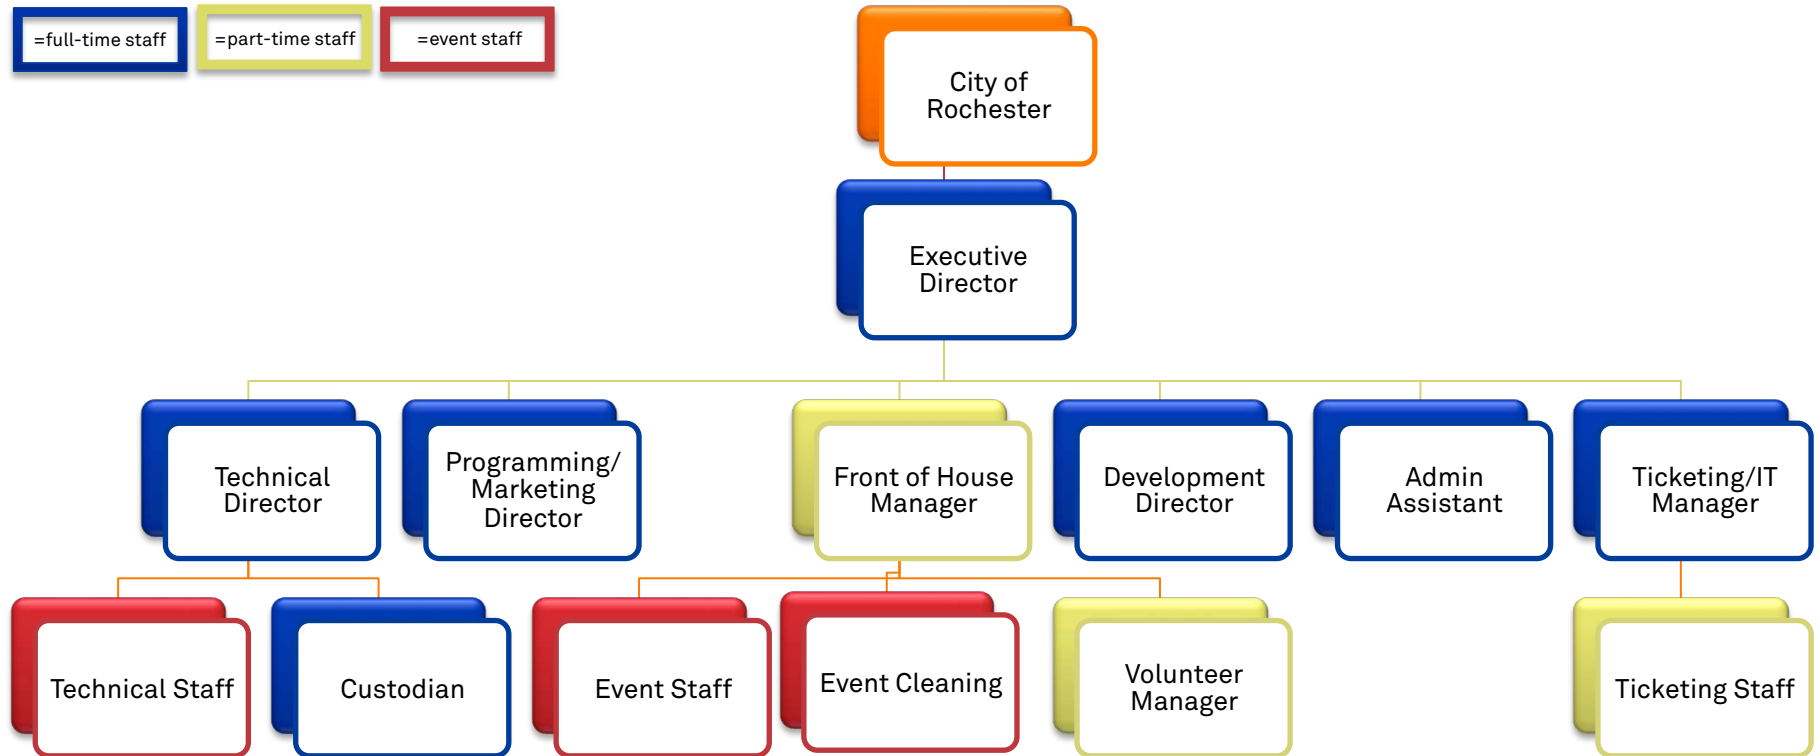 =full-time staff
=part-time staff
=event staff
City of
Rochester
Executive
Director
Technical
Director
Programming/
Marketing
Director
Front of House
Manager
Development
Director
Admin
Assistant
Ticketing/IT
Manager
Technical Staff
Custodian
Event Staff
Event Cleaning
Volunteer
Manager
Ticketing Staff